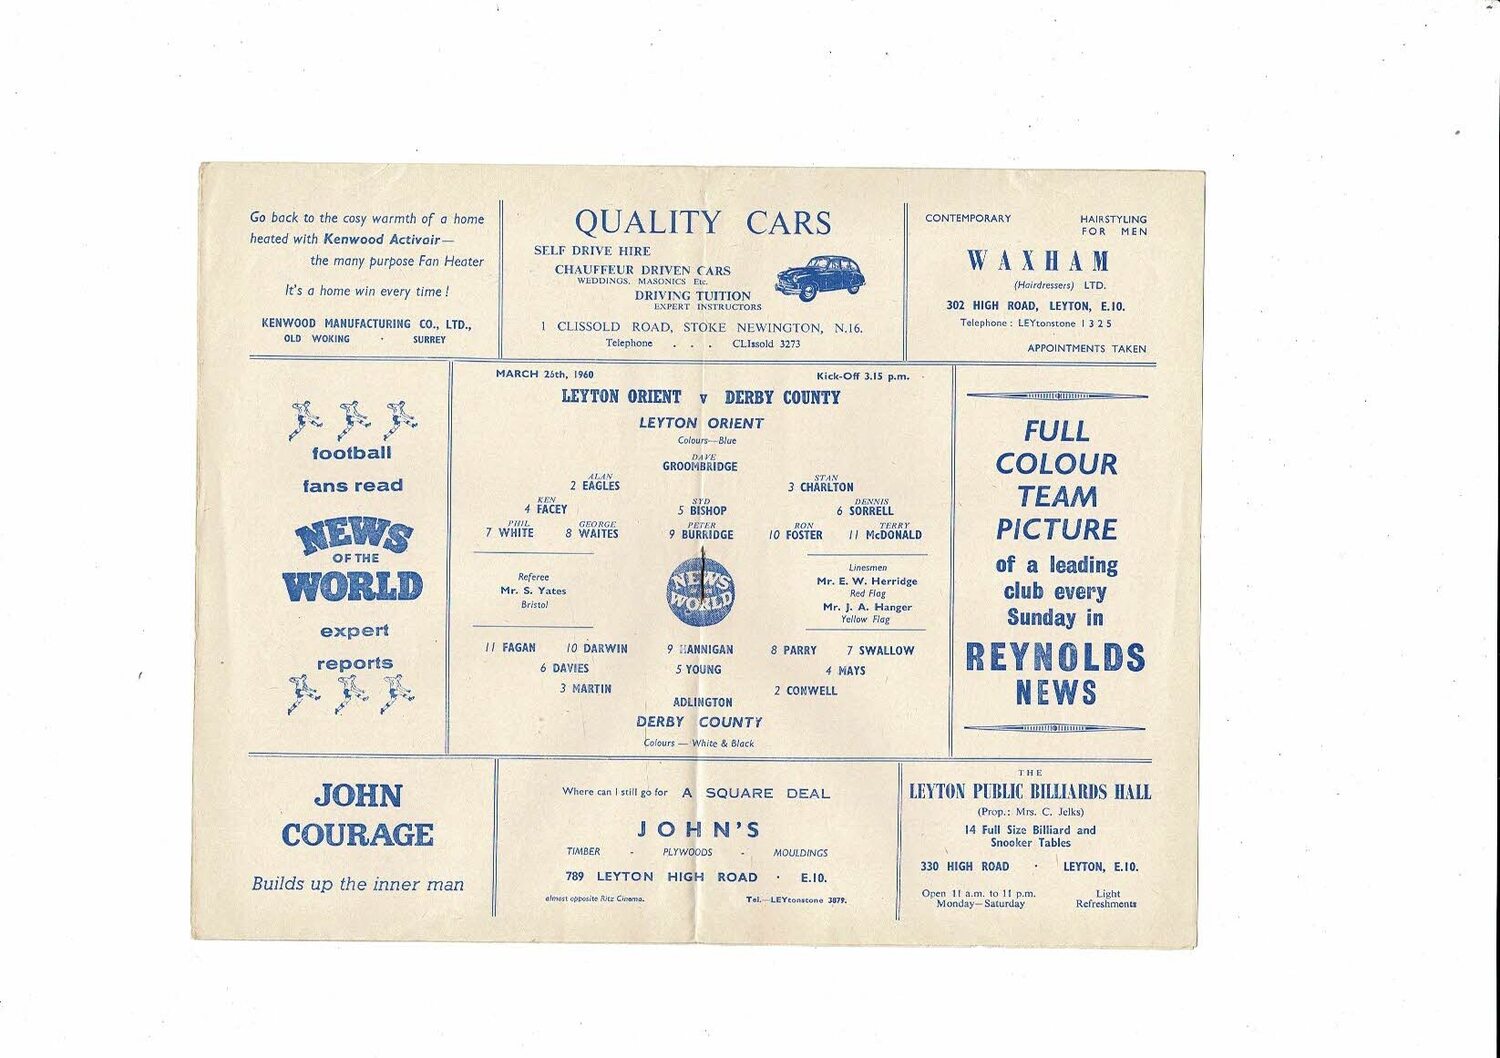 Go back to the cosy warmth of a home
heated with Kenwood Activair—
the many purpose Fan Heater
It's a home win every time !
KENWOOD MANUFACTURING CO., LTD.,
OLD WOKING · SURREY
QUALITY CARS
SELF DRIVE HIRE
CHAUFFEUR DRIVEN CARS
WEDDINGS. MASONICS Etc.
DRIVING TUITION
EXPERT INSTRUCTORS
1 CLISSOLD ROAD, STOKE NEWINGTON, N.16.
Telephone . . . CLIssold 3273
CONTEMPORARY HAIRSTYLING
FOR MEN
WAXHAM
(Hairdressers) LTD.
302 HIGH ROAD, LEYTON, E.10.
Telephone : LEYtonstone 1325
APPOINTMENTS TAKEN
football
fans read
NEWS
OF THE
WORLD
expert
reports
MARCH 26th, 1960 Kick-Off 3.15 p.m.
LEYTON ORIENT v DERBY COUNTY
LEYTON ORIENT
Colours—Blue
DAVE
GROOMBRIDGE
ALAN STAN
2 EAGLES 3 CHARLTON
KEN SYD DENNIS
4 FACEY 5 BISHOP 6 SORRELL
PHIL GEORGE PETER RON TERRY
7 WHITE 8 WAITES 9 BURRIDGE 10 FOSTER 11 McDONALD
Referee
Mr. S. Yates
Bristol
NEWS
WORLD
Linesmen
Mr. E. W. Herridge
Red Flag
Mr. J. A. Hanger
Yellow Flag
11 FAGAN 10 DARWIN 9 HANNIGAN 8 PARRY 7 SWALLOW
6 DAVIES 5 YOUNG 4 MAYS
3 MARTIN 2 CONWELL
ADLINGTON
DERBY COUNTY
Colours — White & Black
FULL
COLOUR
TEAM
PICTURE
of a leading
club every
Sunday in
REYNOLDS
NEWS
JOHN
COURAGE
Builds up the inner man
Where can I still go for A SQUARE DEAL
JOHN'S
TIMBER - PLYWOODS - MOULDINGS
789 LEYTON HIGH ROAD · E.10.
almost opposite Ritz Cinema. Tel.—LEYtonstone 3879.
THE
LEYTON PUBLIC BILLIARDS HALL
(Prop.: Mrs. C. Jelks)
14 Full Size Billiard and
Snooker Tables
330 HIGH ROAD · LEYTON, E.10.
Open 11 a.m. to 11 p.m. Light
Monday—Saturday Refreshments